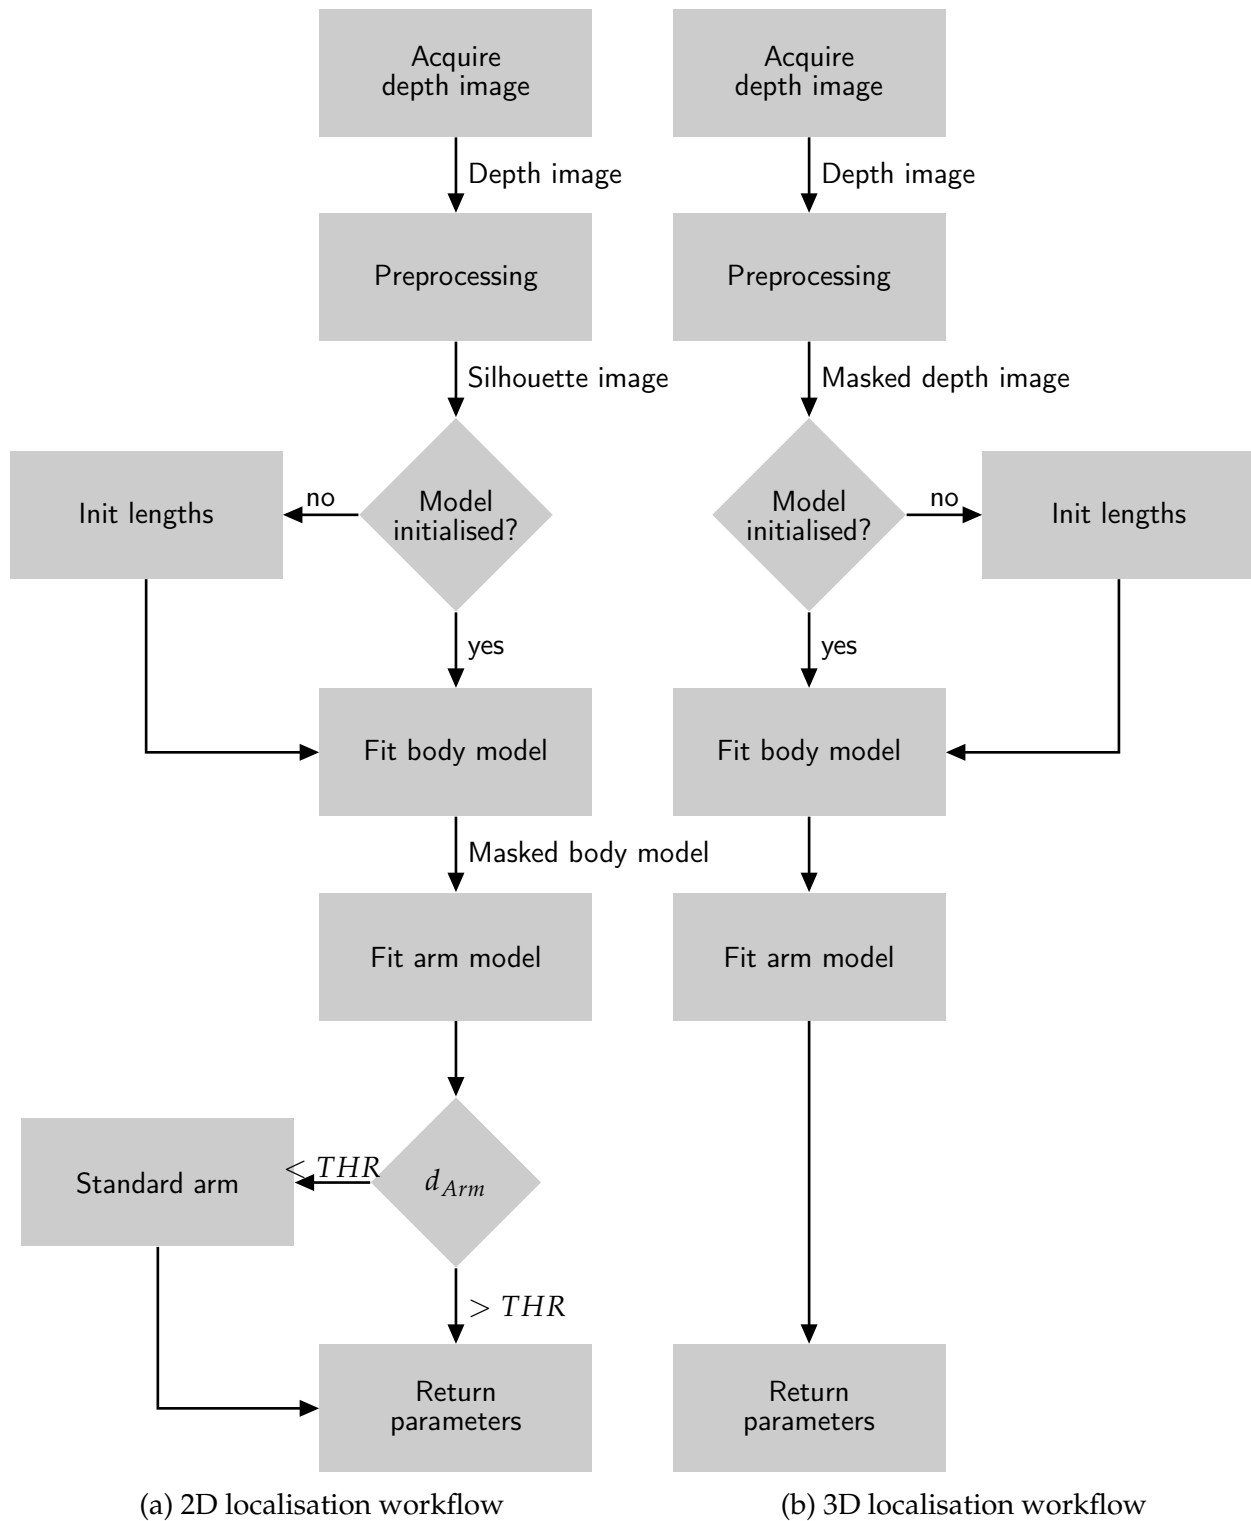 Acquire
depth image
Depth image
Preprocessing
Silhouette image
Model
initialised?
no
Init lengths
yes
Fit body model
Masked body model
Fit arm model
d_Arm
< THR
Standard arm
> THR
Return
parameters
(a) 2D localisation workflow
Acquire
depth image
Depth image
Preprocessing
Masked depth image
Model
initialised?
no
Init lengths
yes
Fit body model
Fit arm model
Return
parameters
(b) 3D localisation workflow